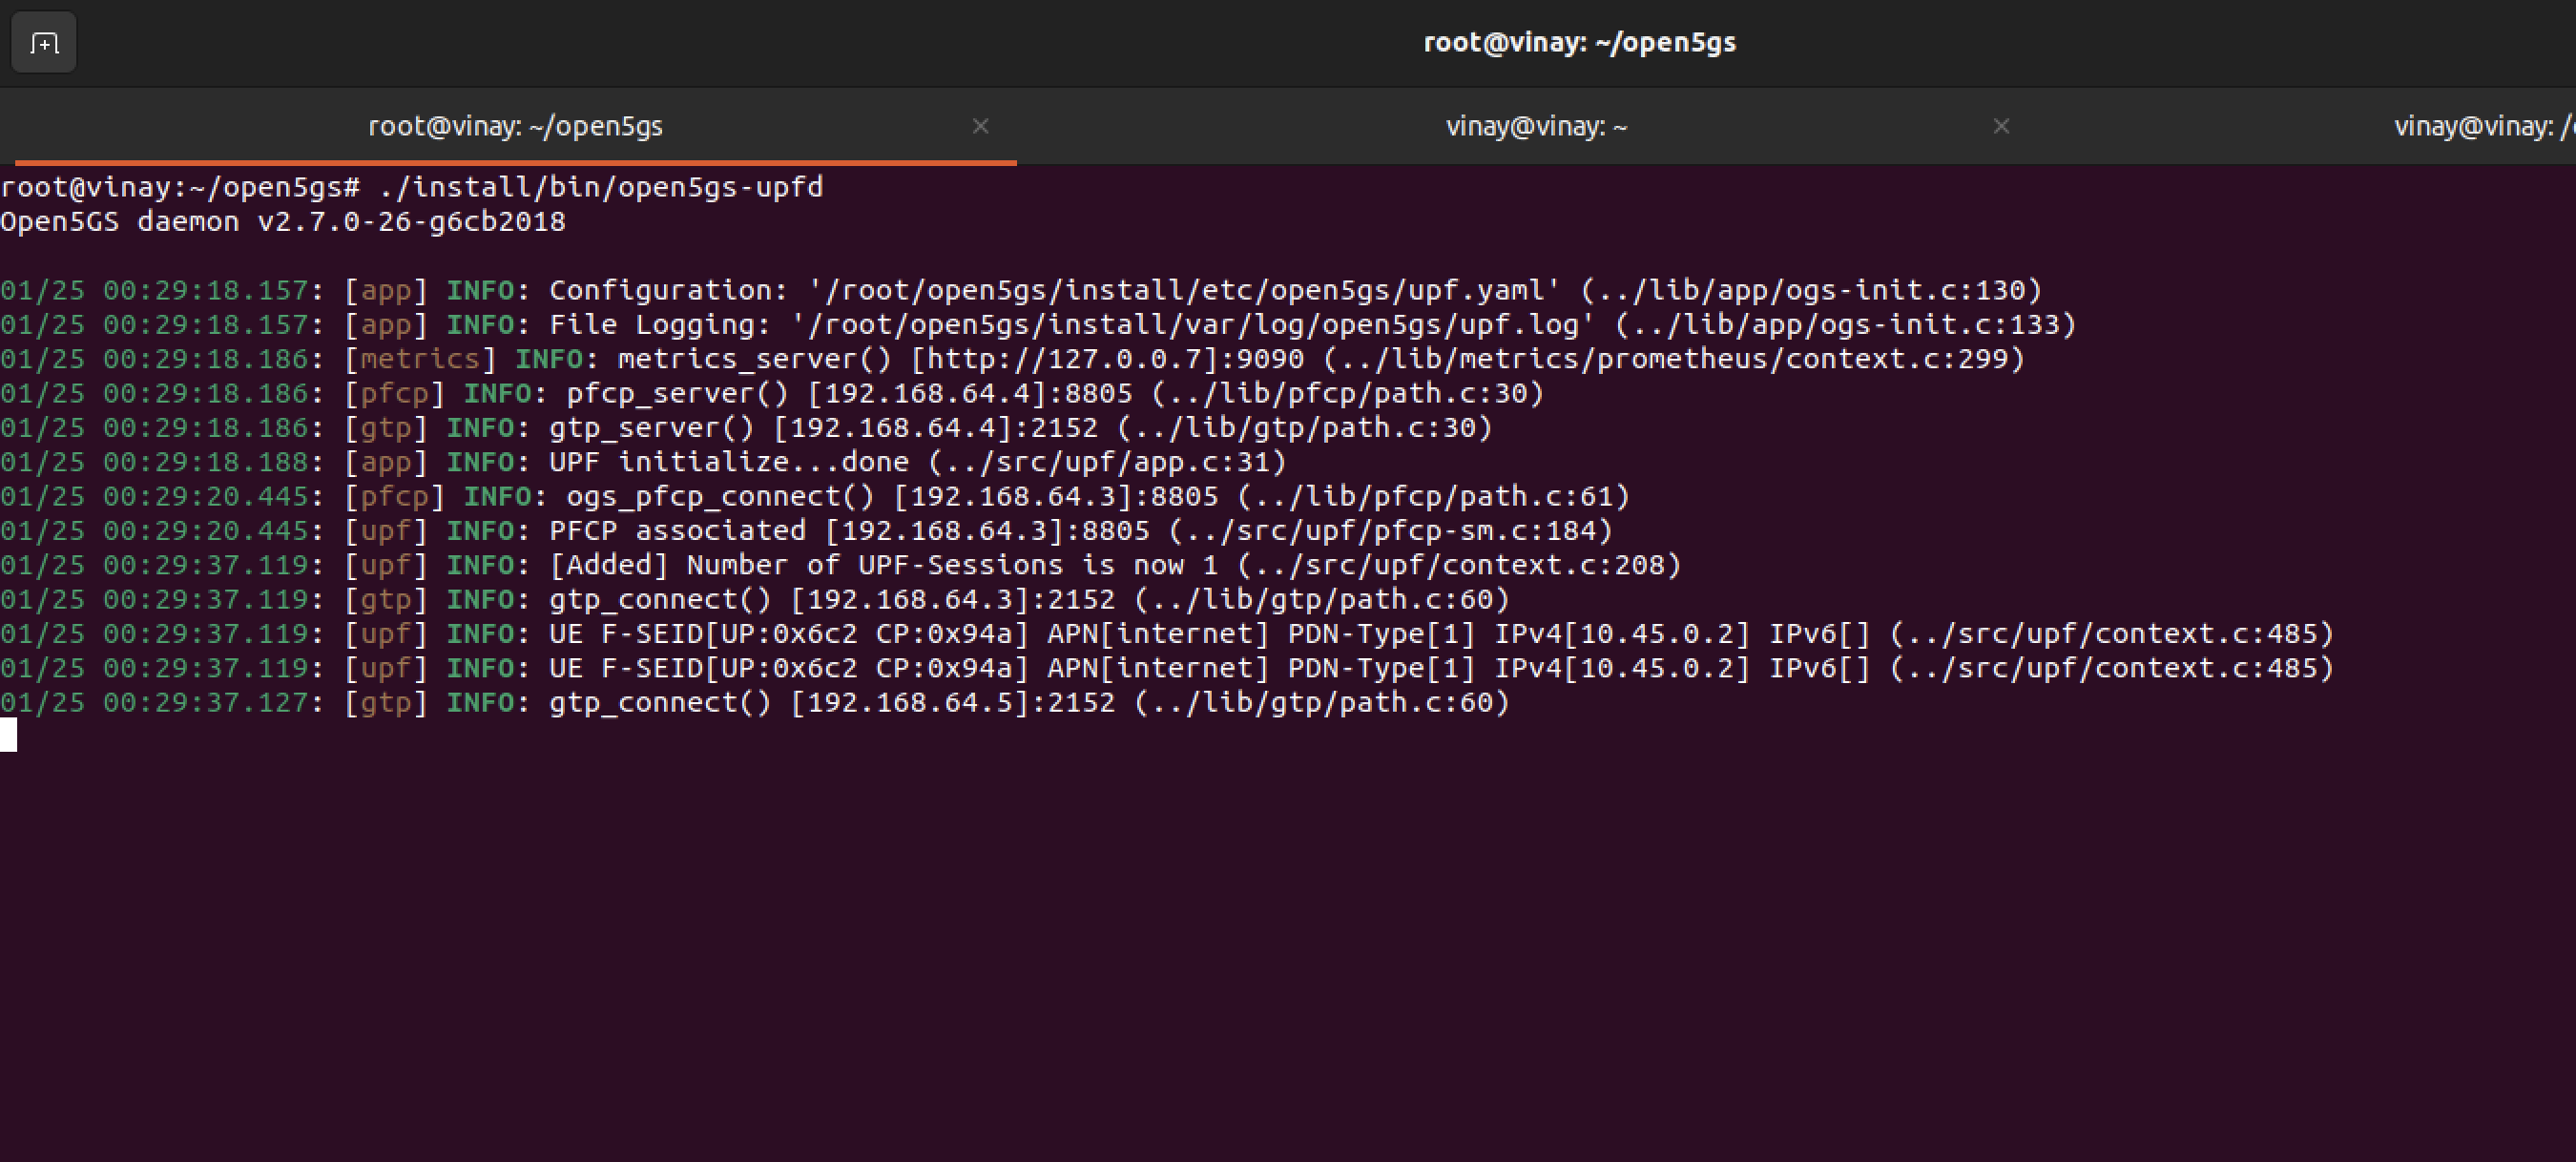 root@vinay: ~/open5gs
root@vinay: ~/open5gs
vinay@vinay: ~
vinay@vinay: /
root@vinay:~/open5gs# ./install/bin/open5gs-upfd
Open5GS daemon v2.7.0-26-g6cb2018
01/25 00:29:18.157: [app] INFO: Configuration: '/root/open5gs/install/etc/open5gs/upf.yaml' (../lib/app/ogs-init.c:130)
01/25 00:29:18.157: [app] INFO: File Logging: '/root/open5gs/install/var/log/open5gs/upf.log' (../lib/app/ogs-init.c:133)
01/25 00:29:18.186: [metrics] INFO: metrics_server() [http://127.0.0.7]:9090 (../lib/metrics/prometheus/context.c:299)
01/25 00:29:18.186: [pfcp] INFO: pfcp_server() [192.168.64.4]:8805 (../lib/pfcp/path.c:30)
01/25 00:29:18.186: [gtp] INFO: gtp_server() [192.168.64.4]:2152 (../lib/gtp/path.c:30)
01/25 00:29:18.188: [app] INFO: UPF initialize...done (../src/upf/app.c:31)
01/25 00:29:20.445: [pfcp] INFO: ogs_pfcp_connect() [192.168.64.3]:8805 (../lib/pfcp/path.c:61)
01/25 00:29:20.445: [upf] INFO: PFCP associated [192.168.64.3]:8805 (../src/upf/pfcp-sm.c:184)
01/25 00:29:37.119: [upf] INFO: [Added] Number of UPF-Sessions is now 1 (../src/upf/context.c:208)
01/25 00:29:37.119: [gtp] INFO: gtp_connect() [192.168.64.3]:2152 (../lib/gtp/path.c:60)
01/25 00:29:37.119: [upf] INFO: UE F-SEID[UP:0x6c2 CP:0x94a] APN[internet] PDN-Type[1] IPv4[10.45.0.2] IPv6[] (../src/upf/context.c:485)
01/25 00:29:37.119: [upf] INFO: UE F-SEID[UP:0x6c2 CP:0x94a] APN[internet] PDN-Type[1] IPv4[10.45.0.2] IPv6[] (../src/upf/context.c:485)
01/25 00:29:37.127: [gtp] INFO: gtp_connect() [192.168.64.5]:2152 (../lib/gtp/path.c:60)